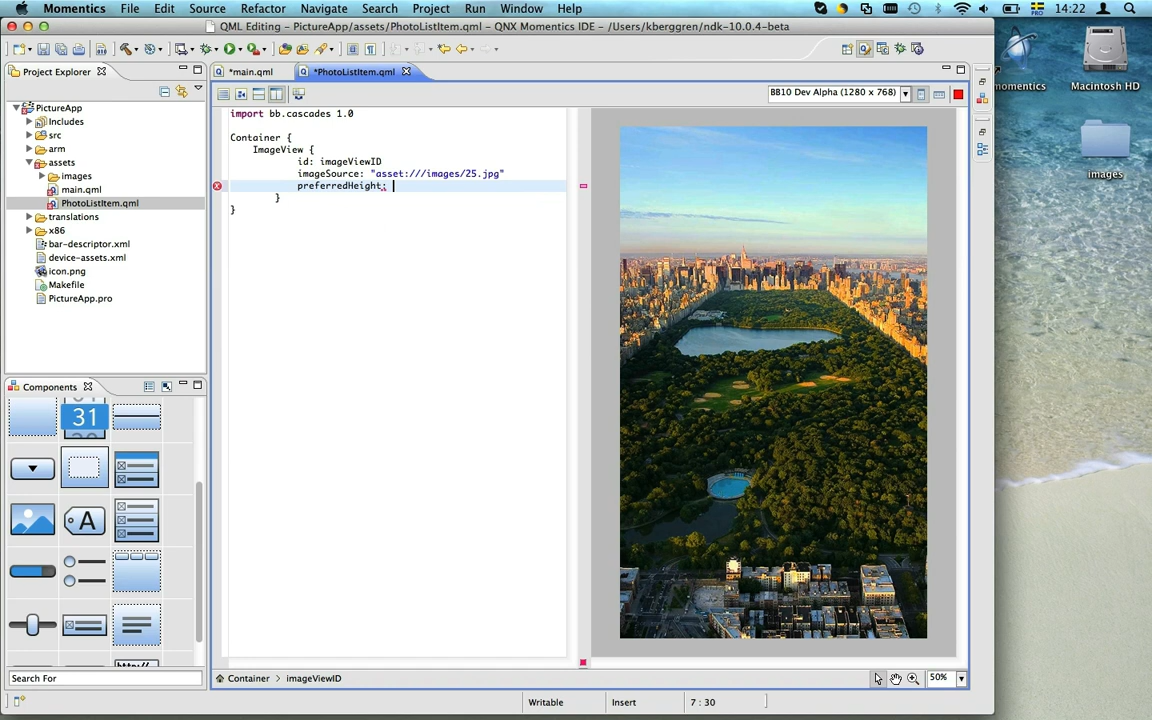 Momentics File Edit Source Refactor Navigate Search Project Run Window Help 14:22
QML Editing - PictureApp/assets/PhotoListItem.qml - QNX Momentics IDE - /Users/kberggren/ndk-10.0.4-beta
Project Explorer
*main.qml
*PhotoListItem.qml
BB10 Dev Alpha (1280 x 768)
PictureApp
Includes
src
arm
assets
images
main.qml
PhotoListItem.qml
translations
x86
bar-descriptor.xml
device-assets.xml
icon.png
Makefile
PictureApp.pro
import bb.cascades 1.0
Container {
ImageView {
id: imageViewID
imageSource: "asset:///images/25.jpg"
preferredHeight:
}
}
Components
31
A
http://
Search For
Container > imageViewID
50%
Writable
Insert
7 : 30
momentics
Macintosh HD
images